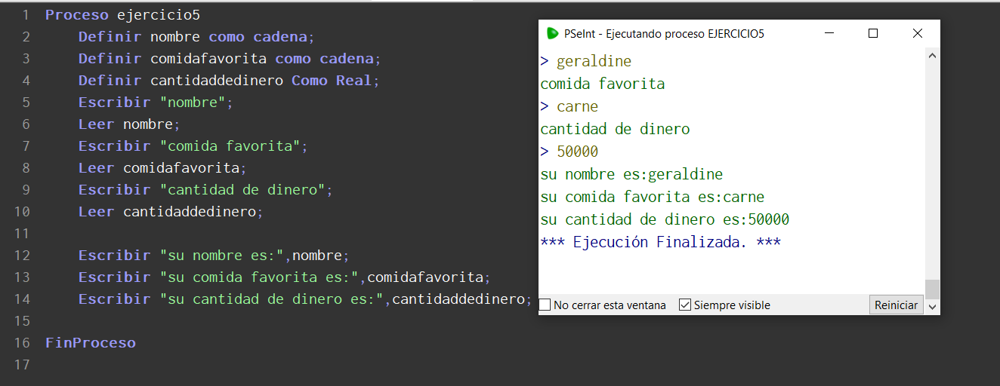 1 Proceso ejercicio5
2 Definir nombre como cadena;
3 Definir comidafavorita como cadena;
4 Definir cantidaddedinero Como Real;
5 Escribir "nombre";
6 Leer nombre;
7 Escribir "comida favorita";
8 Leer comidafavorita;
9 Escribir "cantidad de dinero";
10 Leer cantidaddedinero;
11
12 Escribir "su nombre es:",nombre;
13 Escribir "su comida favorita es:",comidafavorita;
14 Escribir "su cantidad de dinero es:",cantidaddedinero;
15
16 FinProceso
17
PSeInt - Ejecutando proceso EJERCICIO5
> geraldine
comida favorita
> carne
cantidad de dinero
> 50000
su nombre es:geraldine
su comida favorita es:carne
su cantidad de dinero es:50000
*** Ejecución Finalizada. ***
No cerrar esta ventana Siempre visible Reiniciar